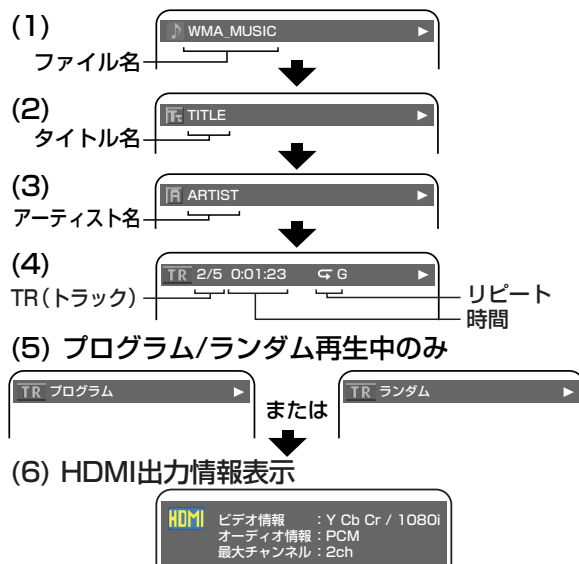 (1)
WMA_MUSIC
ファイル名
(2)
TITLE
タイトル名
(3)
ARTIST
アーティスト名
(4)
TR 2/5 0:01:23 G
TR(トラック)
リピート
時間
(5) プログラム/ランダム再生中のみ
TR プログラム
または
TR ランダム
(6) HDMI出力情報表示
HDMI ビデオ情報 : Y Cb Cr / 1080i
オーディオ情報 : PCM
最大チャンネル : 2ch